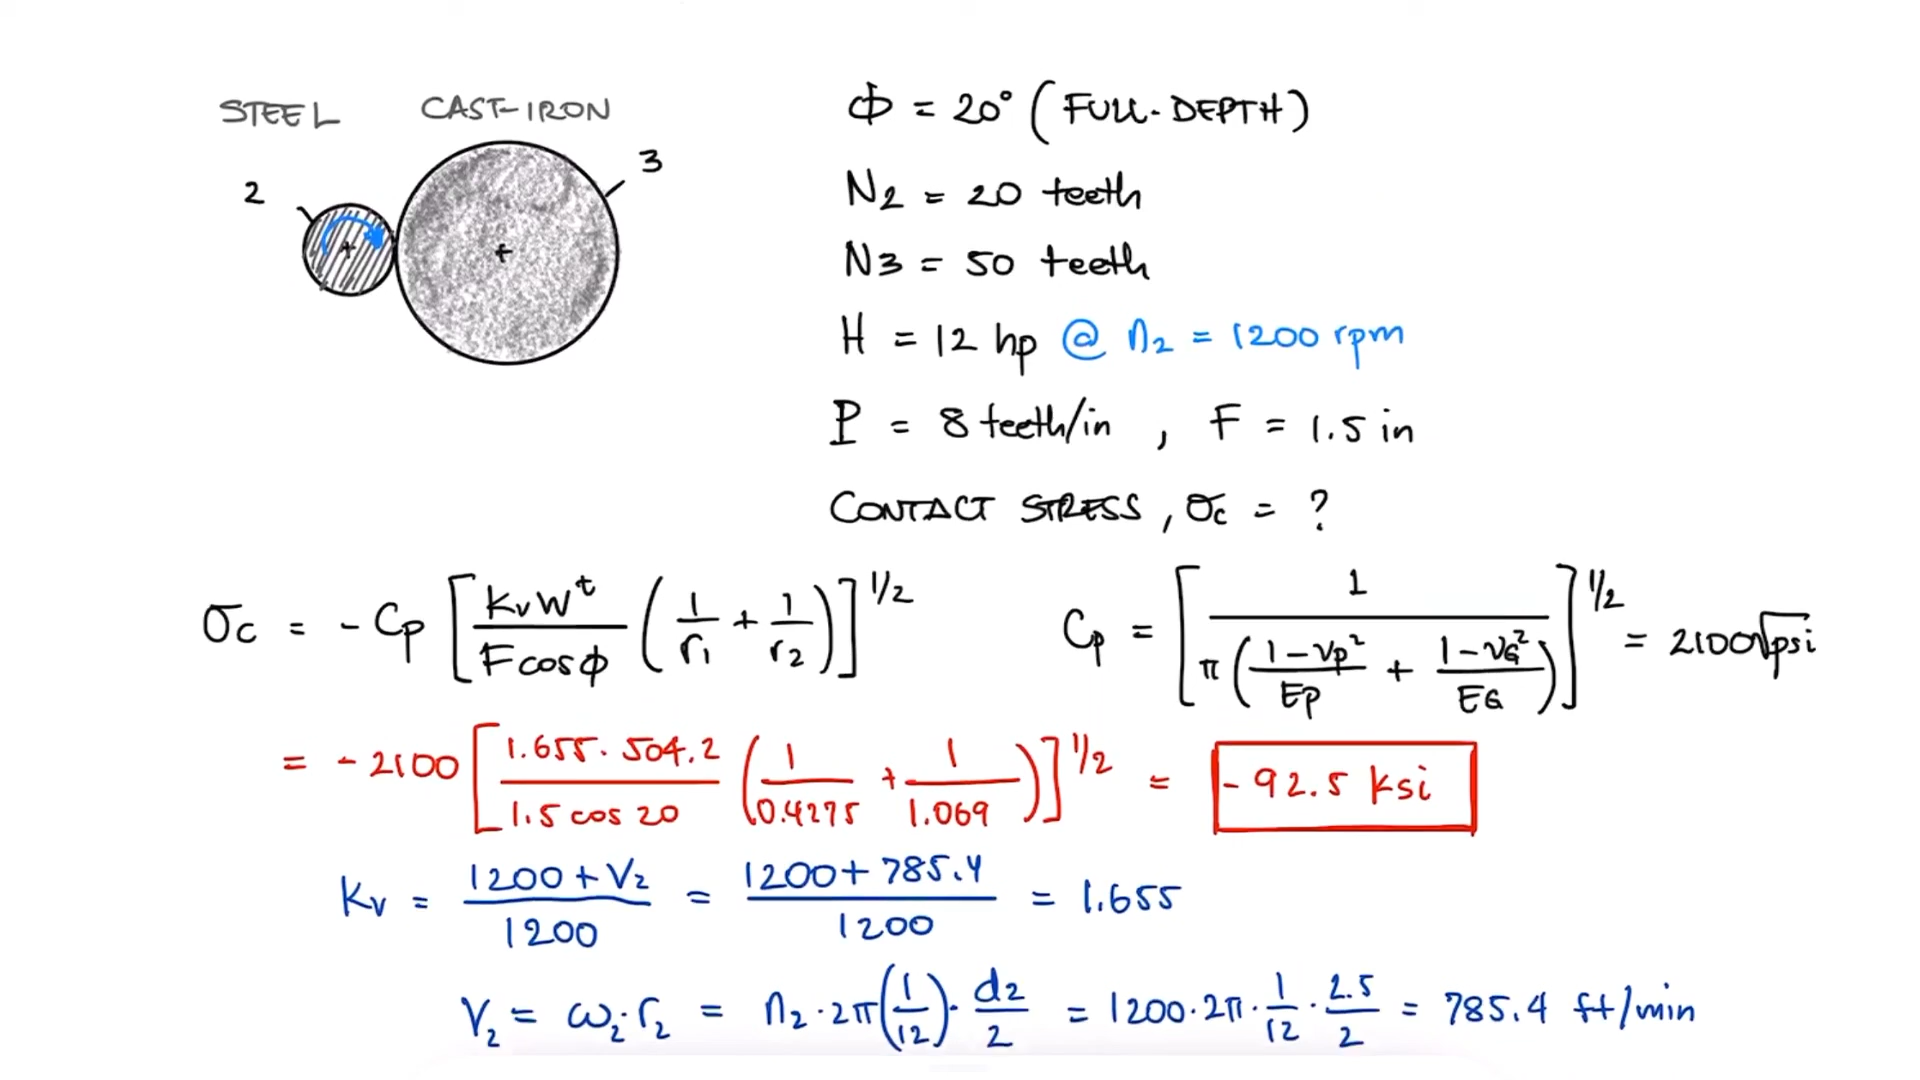 STEEL CAST-IRON
2
3
Φ = 20° (FULL-DEPTH)
N2 = 20 teeth
N3 = 50 teeth
H = 12 hp @ n₂ = 1200 rpm
P = 8 teeth/in , F = 1.5 in
CONTACT STRESS, σc = ?
σc = - Cp [ KvWᵗ / Fcosϕ ( 1/r₁ + 1/r₂ ) ]^1/2
Cp = [ 1 / π ( 1-νp² / Ep + 1-νG² / EG ) ]^1/2 = 2100√psi
= - 2100 [ 1.655 · 504.2 / 1.5 cos 20 ( 1/0.4275 + 1/1.069 ) ]^1/2 = -92.5 ksi
Kv = 1200 + V₂ / 1200 = 1200 + 785.4 / 1200 = 1.655
V₂ = ω₂ · r₂ = n₂ · 2π (1/12) · d₂/2 = 1200 · 2π · 1/12 · 2.5/2 = 785.4 ft/min